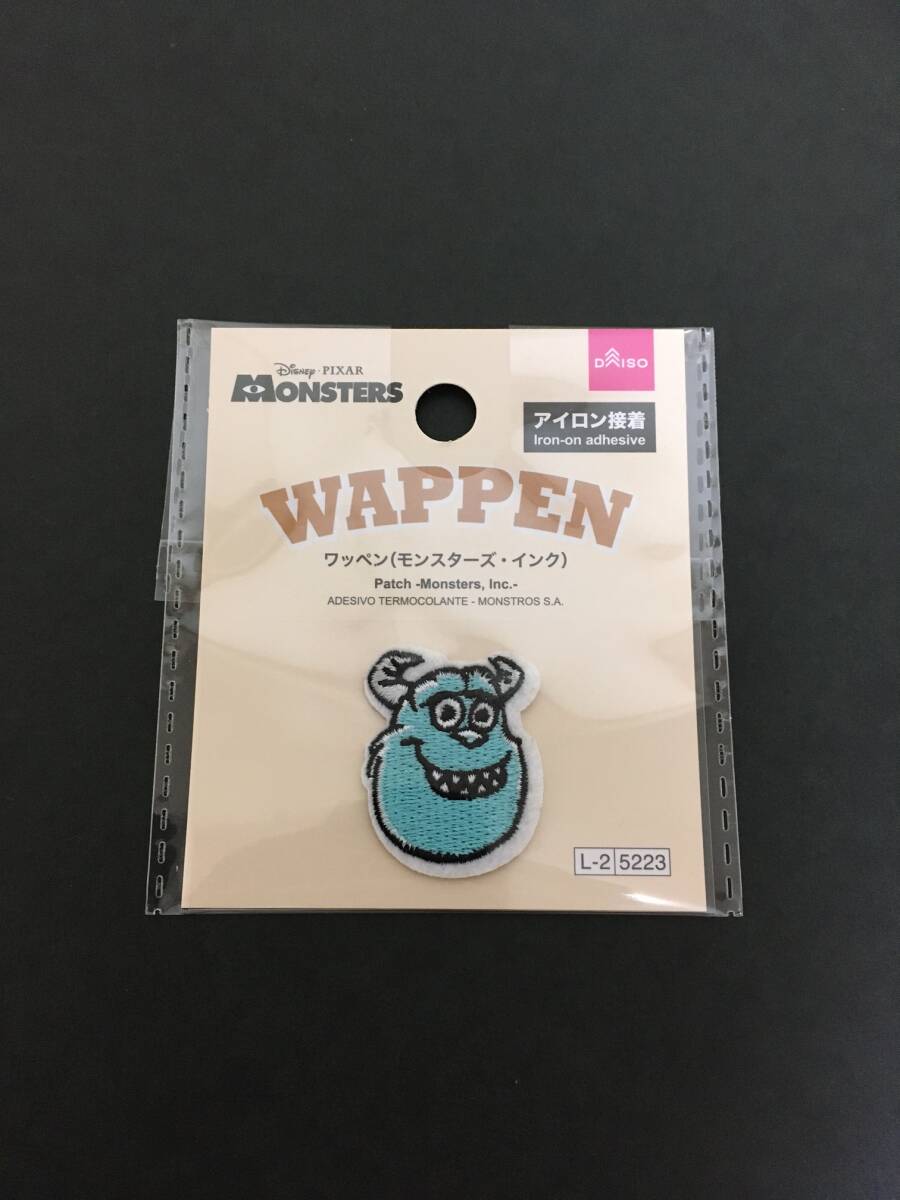 Disney・PIXAR
MONSTERS
DAISO
アイロン接着
Iron-on adhesive
WAPPEN
ワッペン(モンスターズ・インク)
Patch -Monsters, Inc.-
ADESIVO TERMOCOLANTE - MONSTROS S.A.
L-2 5223